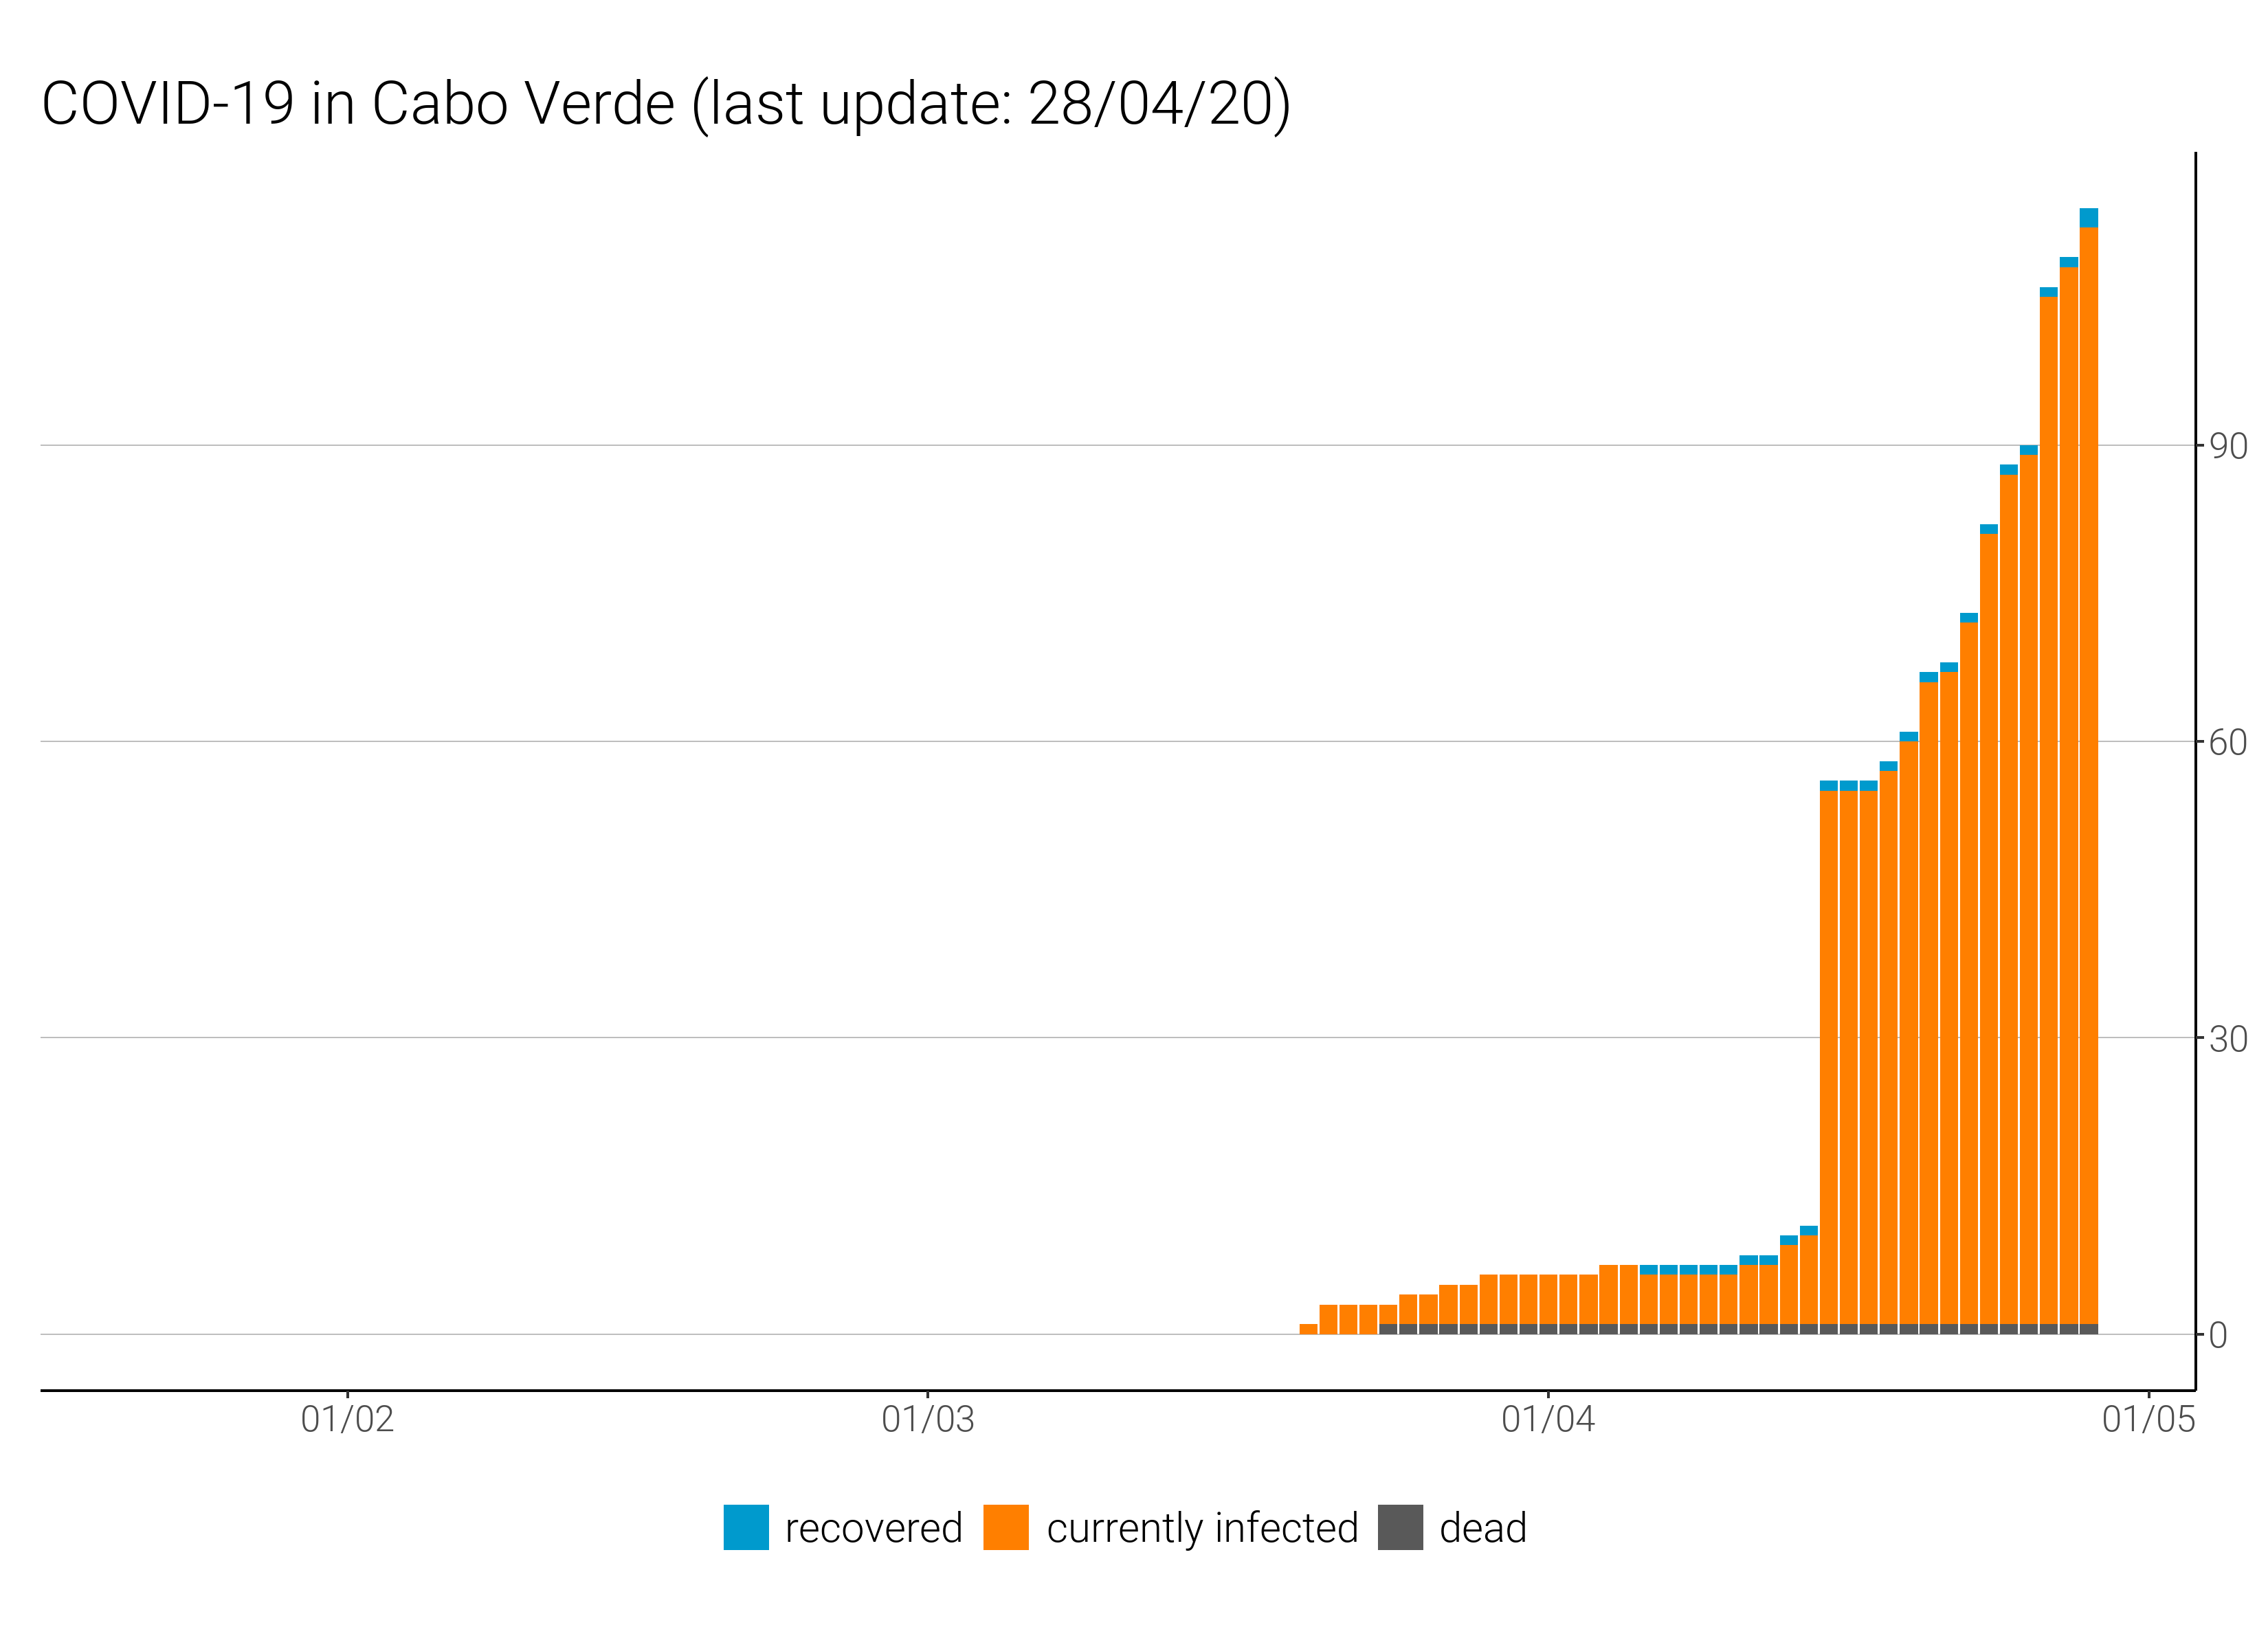 COVID-19 in Cabo Verde (last update: 28/04/20)
90
60
30
0
01/02 01/03 01/04 01/05
recovered currently infected dead